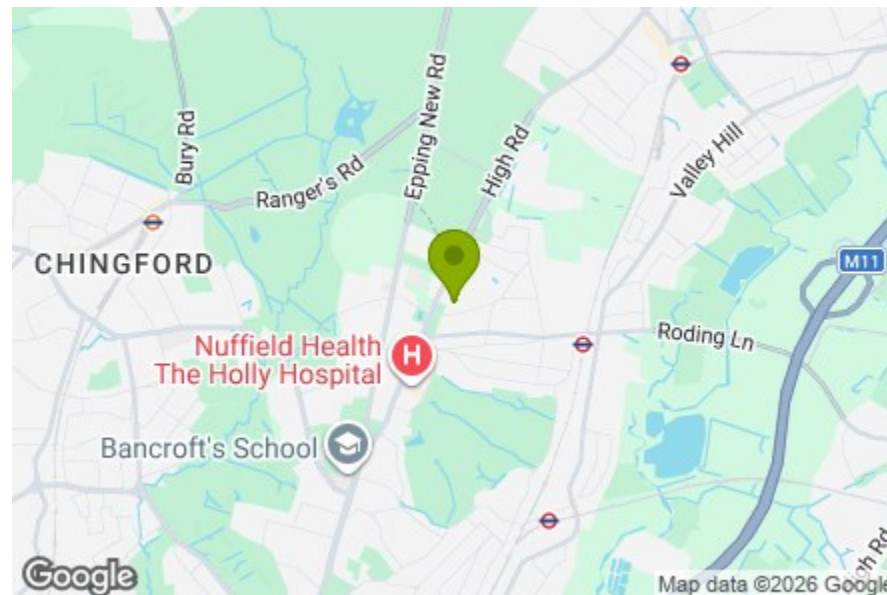 Epping New Rd
High Rd
Bury Rd
Ranger's Rd
Valley Hill
CHINGFORD
M11
Roding Ln
Nuffield Health
The Holly Hospital
H
Bancroft's School
Google
Map data ©2026 Google